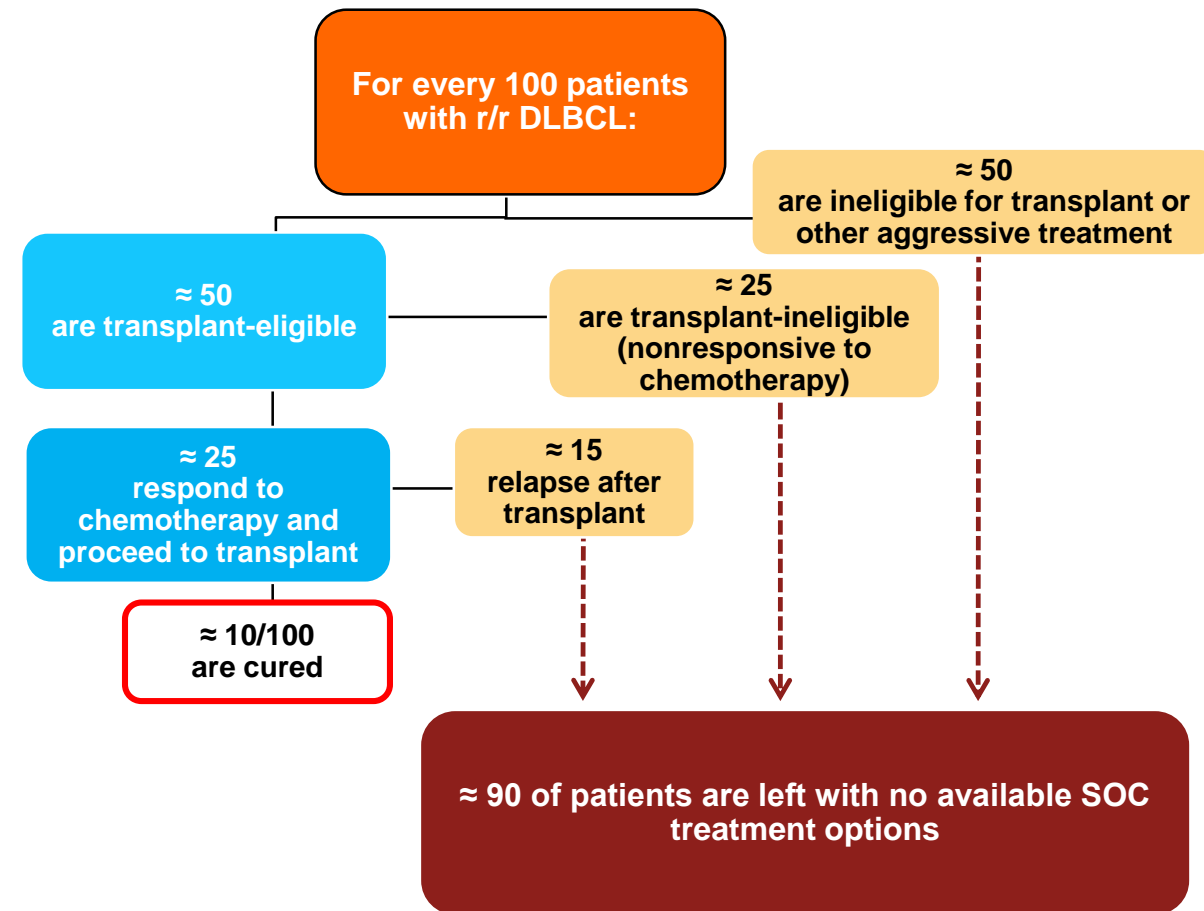 For every 100 patients
with r/r DLBCL:
≈ 50
are ineligible for transplant or
other aggressive treatment
≈ 50
are transplant-eligible
≈ 25
are transplant-ineligible
(nonresponsive to
chemotherapy)
≈ 25
respond to
chemotherapy and
proceed to transplant
≈ 15
relapse after
transplant
≈ 10/100
are cured
≈ 90 of patients are left with no available SOC
treatment options